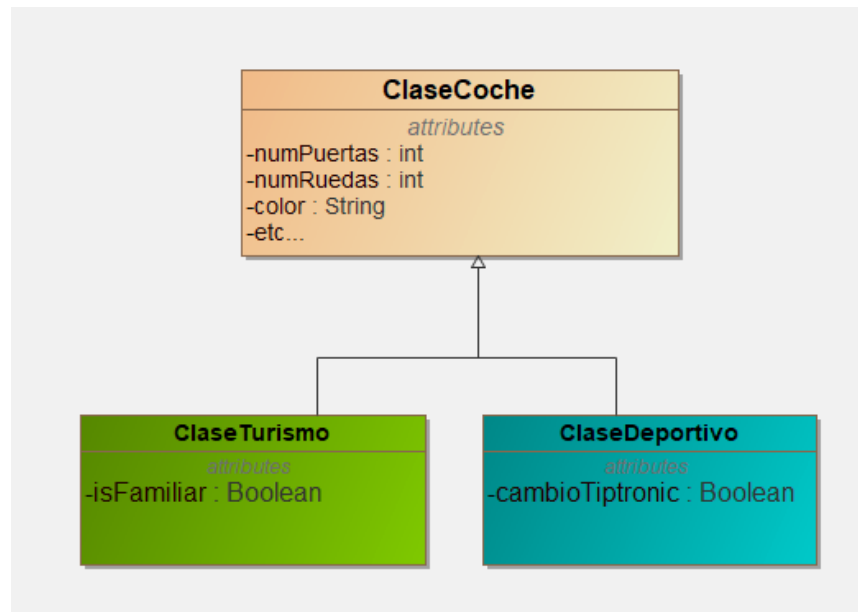 ClaseCoche
attributes
-numPuertas : int
-numRuedas : int
-color : String
-etc...
ClaseTurismo
attributes
-isFamiliar : Boolean
ClaseDeportivo
attributes
-cambioTiptronic : Boolean